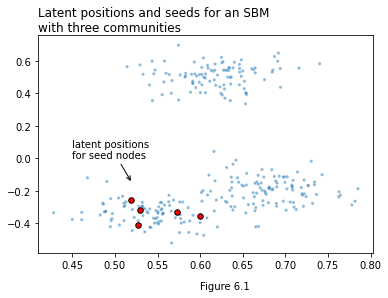 Latent positions and seeds for an SBM
with three communities
0.6
0.4
0.2
0.0
−0.2
−0.4
latent positions
for seed nodes
0.45 0.50 0.55 0.60 0.65 0.70 0.75 0.80
Figure 6.1